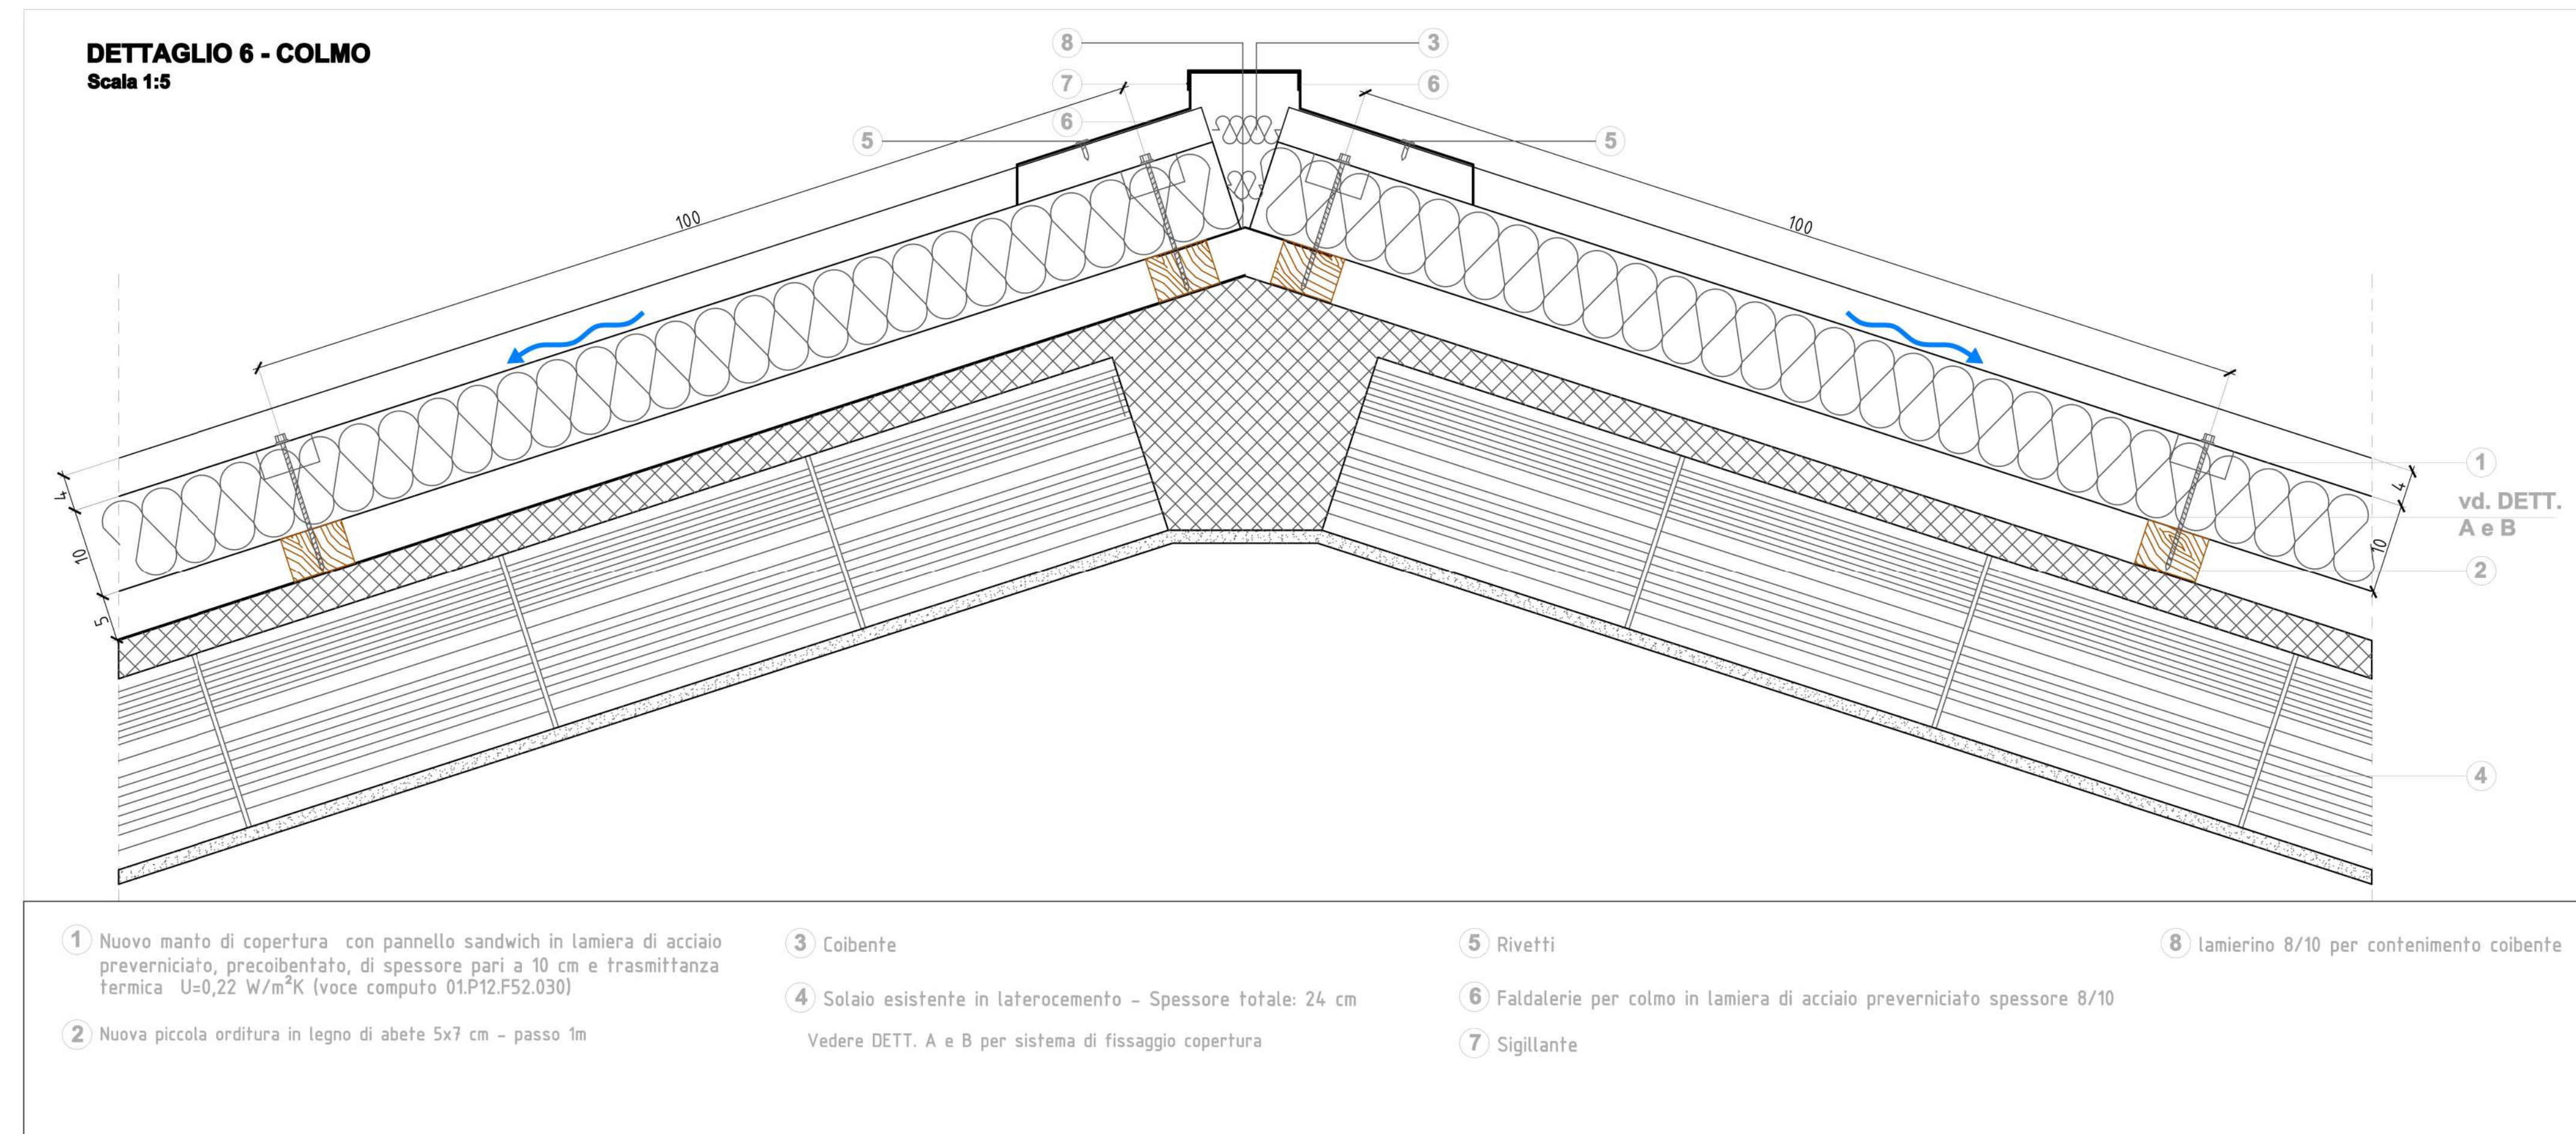 DETTAGLIO 6 - COLMO
Scala 1:5
8
3
7
6
6
5
5
100
100
4
10
5
4
10
1
vd. DETT.
A e B
2
4
1 Nuovo manto di copertura con pannello sandwich in lamiera di acciaio
preverniciato, precoibentato, di spessore pari a 10 cm e trasmittanza
termica U=0,22 W/m²K (voce computo 01.P12.F52.030)
2 Nuova piccola orditura in legno di abete 5x7 cm - passo 1m
3 Coibente
4 Solaio esistente in laterocemento - Spessore totale: 24 cm
Vedere DETT. A e B per sistema di fissaggio copertura
5 Rivetti
6 Faldalerie per colmo in lamiera di acciaio preverniciato spessore 8/10
7 Sigillante
8 lamierino 8/10 per contenimento coibente